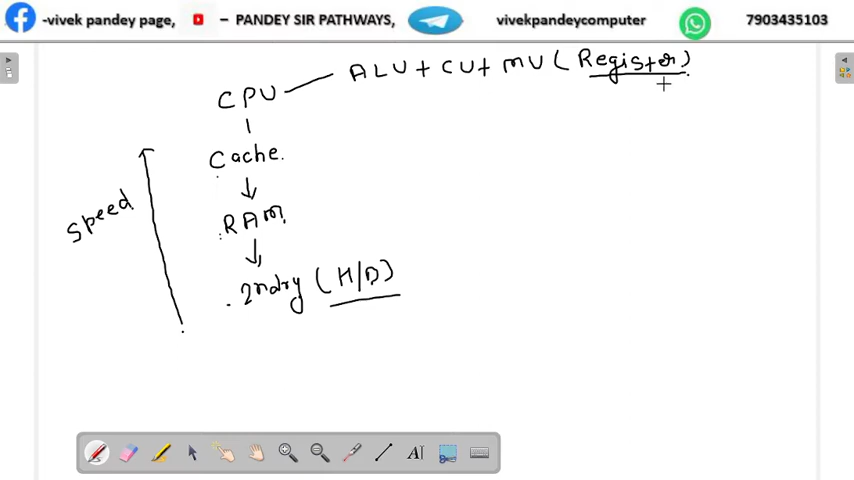 -vivek pandey page, – PANDEY SIR PATHWAYS, vivekpandeycomputer 7903435103
CPU — ALU + CU + MU (Register)
Cache
RAM
2ndry (H/D)
Speed